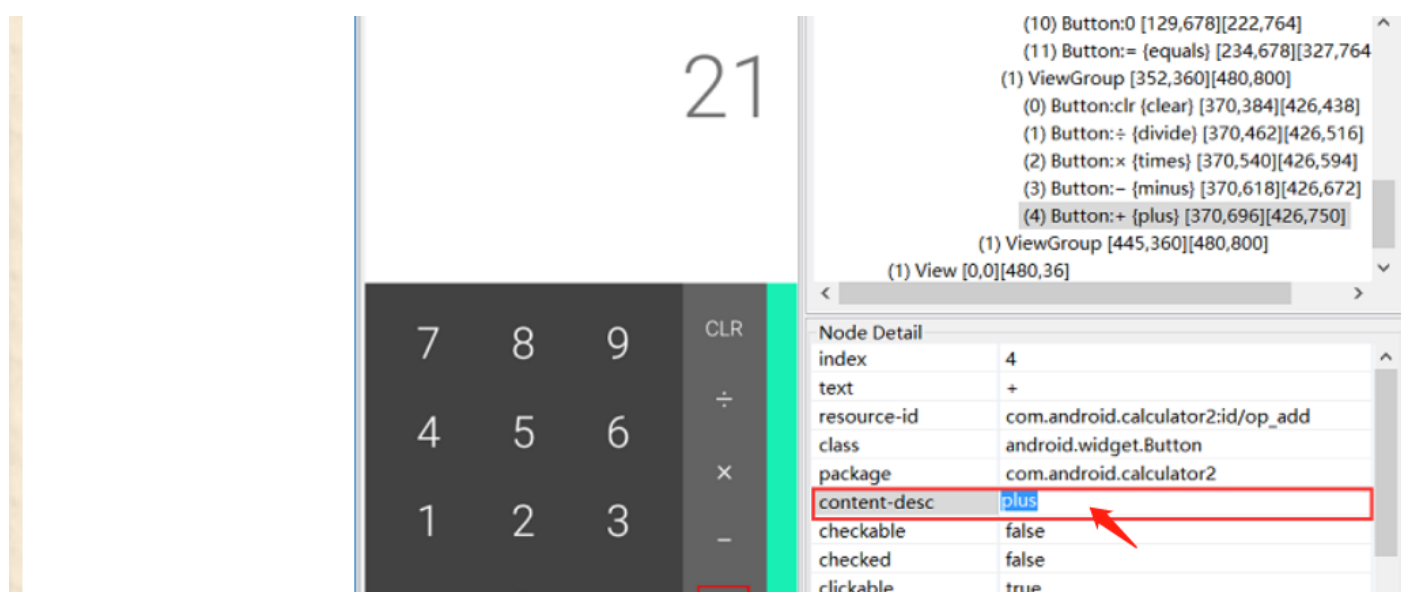 21
7 8 9 CLR
÷
4 5 6
×
1 2 3
−
(10) Button:0 [129,678][222,764]
(11) Button:= {equals} [234,678][327,764
(1) ViewGroup [352,360][480,800]
(0) Button:clr {clear} [370,384][426,438]
(1) Button:÷ {divide} [370,462][426,516]
(2) Button:× {times} [370,540][426,594]
(3) Button:− {minus} [370,618][426,672]
(4) Button:+ {plus} [370,696][426,750]
(1) ViewGroup [445,360][480,800]
(1) View [0,0][480,36]
Node Detail
index 4
text +
resource-id com.android.calculator2:id/op_add
class android.widget.Button
package com.android.calculator2
content-desc plus
checkable false
checked false
clickable true